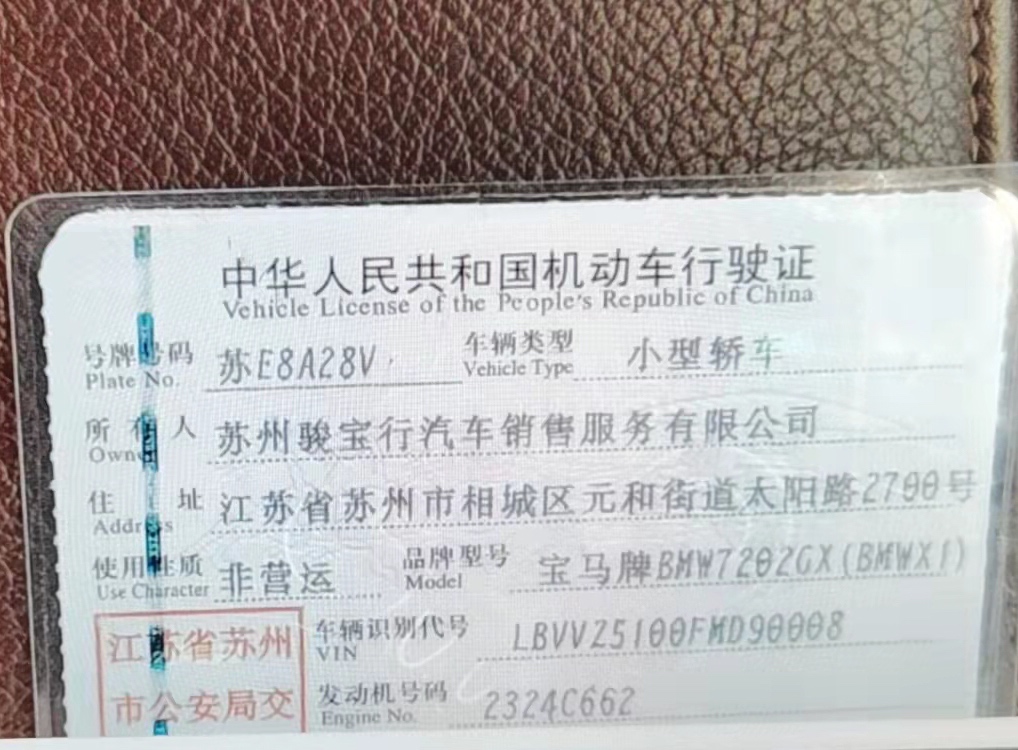 中华人民共和国机动车行驶证
Vehicle License of the People's Republic of China
号牌号码 苏E8A28V 车辆类型 小型轿车
Plate No. Vehicle Type
所有人 苏州骏宝行汽车销售服务有限公司
Owner
住址 江苏省苏州市相城区元和街道太阳路2700号
Address
使用性质 非营运 品牌型号 宝马牌BMW7202GX(BMWX1)
Use Character Model
江苏省苏州 车辆识别代号 LBVVZ5100FMD90008
VIN
市公安局交 发动机号码 2324C662
Engine No.